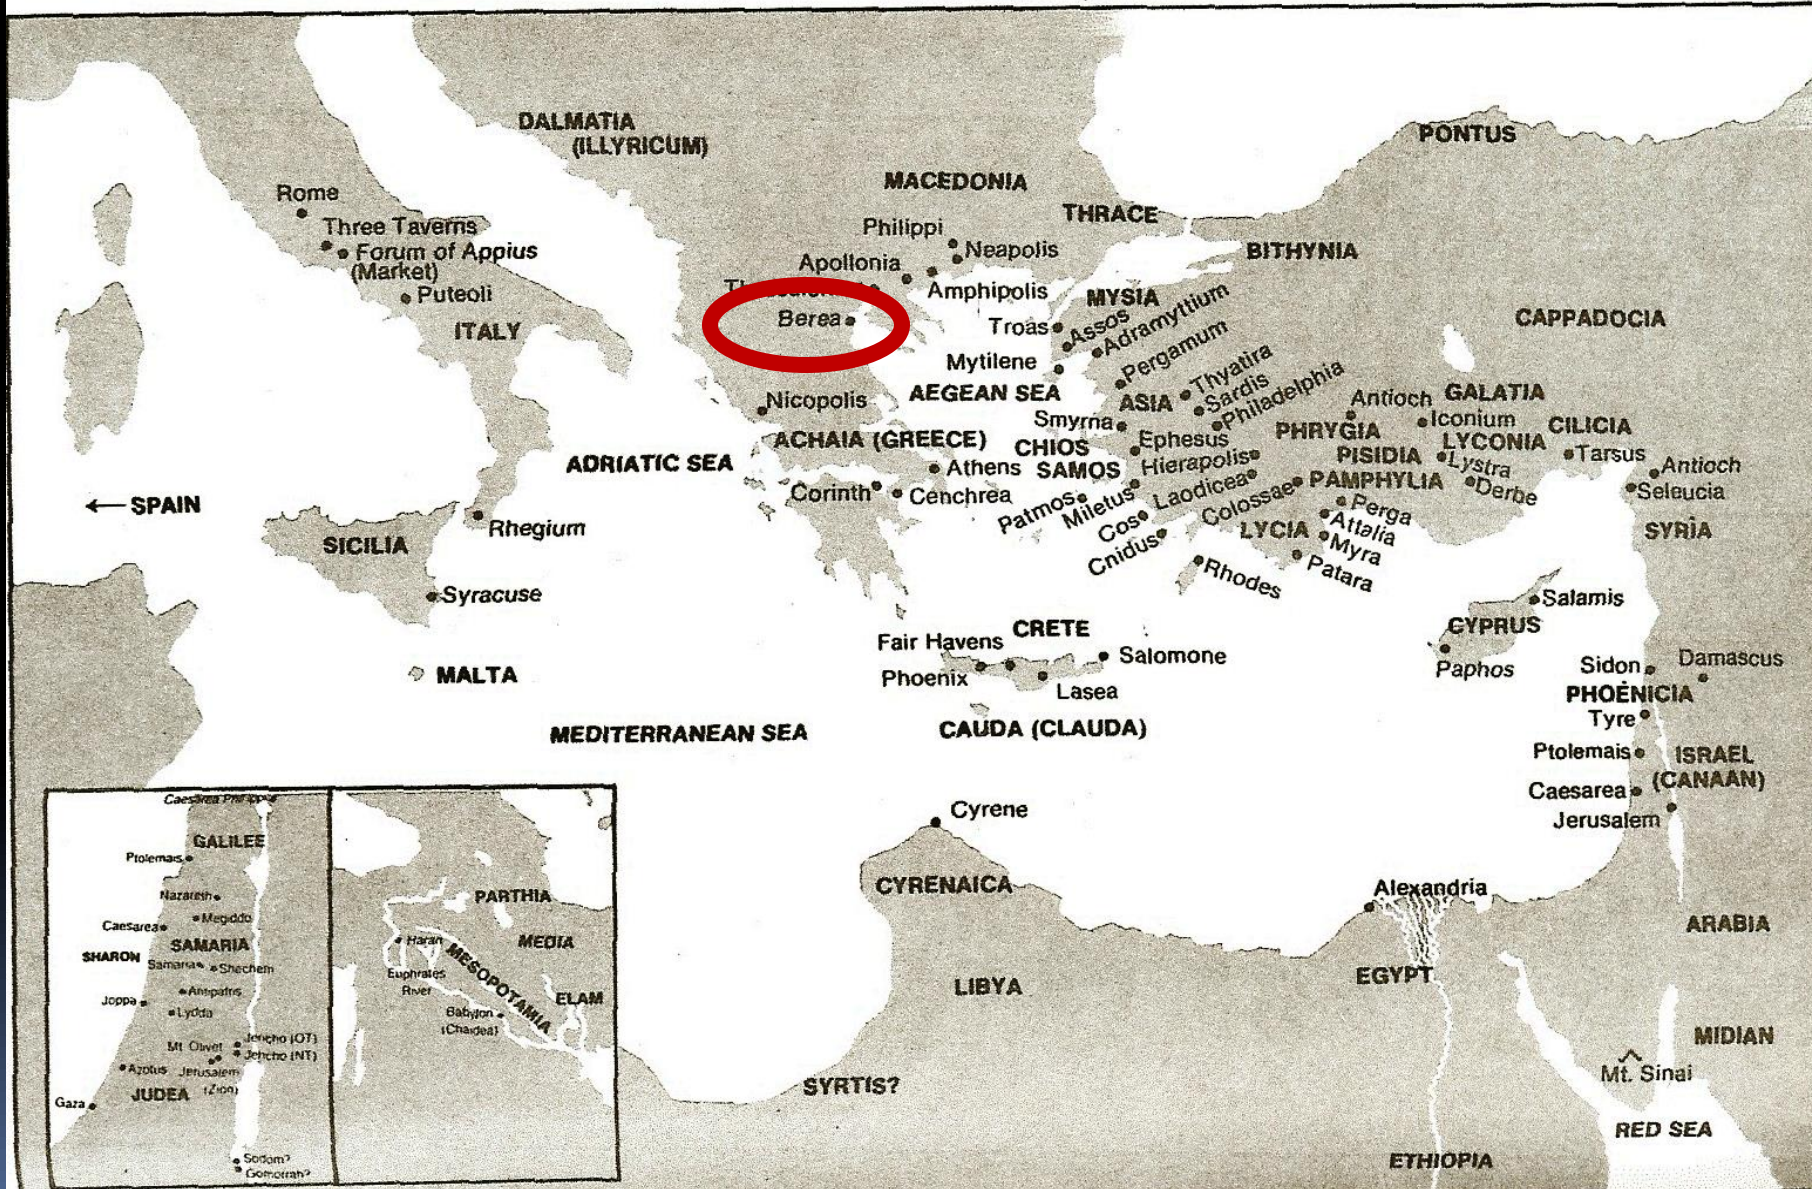 DALMATIA
(ILLYRICUM)
PONTUS
MACEDONIA
Rome
THRACE
Three Taverns
Philippi
Neapolis
BITHYNIA
Forum of Appius
(Market)
Apollonia
Puteoli
Amphipolis
MYSIA
ITALY
Berea
Troas
Assos
Adramyttium
CAPPADOCIA
Mytilene
Pergamum
Thyatira
Nicopolis
AEGEAN SEA
ASIA
Sardis
Philadelphia
Antioch
GALATIA
Smyrna
Iconium
CILICIA
ACHAIA (GREECE)
CHIOS
Ephesus
PHRYGIA
LYCONIA
ADRIATIC SEA
Athens
SAMOS
Hierapolis
PISIDIA
Lystra
Tarsus
Antioch
Corinth
Cenchrea
Patmos
Miletus
Laodicea
Colossae
PAMPHYLIA
Derbe
Seleucia
SPAIN
Rhegium
Cos
Perga
SICILIA
Cnidus
LYCIA
Attalia
Myra
SYRIA
Rhodes
Patara
Syracuse
Salamis
Fair Havens
CRETE
CYPRUS
Salomone
MALTA
Phoenix
Lasea
Paphos
Sidon
Damascus
PHOENICIA
MEDITERRANEAN SEA
CAUDA (CLAUDA)
Tyre
Ptolemais
ISRAEL
(CANAAN)
Caesarea
Cyrene
Jerusalem
CYRENAICA
Alexandria
ARABIA
LIBYA
EGYPT
MIDIAN
SYRTIS?
Mt. Sinai
RED SEA
ETHIOPIA
Caesarea Philippi
GALILEE
Ptolemais
Nazareth
Megiddo
Caesarea
SAMARIA
SHARON
Samaria
Shechem
Antipatris
Joppa
Lydda
Jericho (OT)
Mt Olivet
Jericho (NT)
Azotus
Jerusalem
(Zion)
JUDEA
Gaza
Sodom?
Gomorrah?
PARTHIA
Haran
MEDIA
MESOPOTAMIA
Euphrates
River
ELAM
Babylon
(Chaldea)